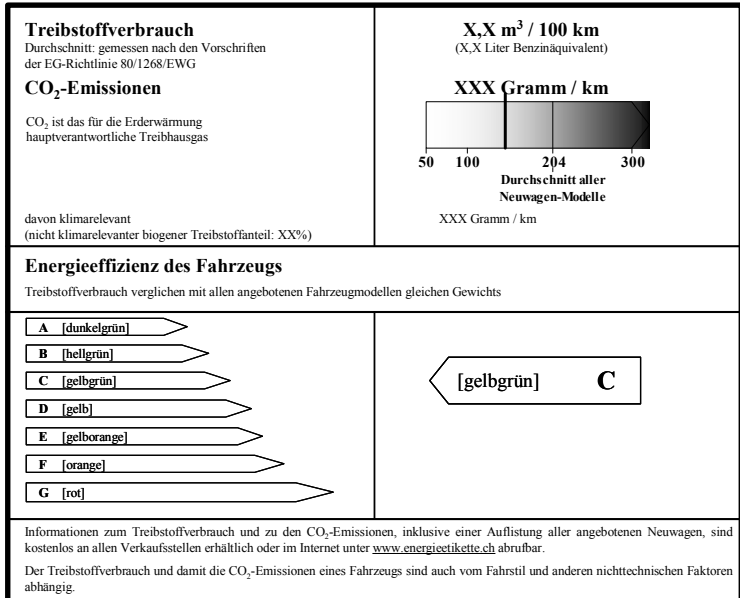 Treibstoffverbrauch
Durchschnitt: gemessen nach den Vorschriften
der EG-Richtlinie 80/1268/EWG
X,X m³ / 100 km
(X,X Liter Benzinäquivalent)
CO₂-Emissionen
CO₂ ist das für die Erderwärmung
hauptverantwortliche Treibhausgas
XXX Gramm / km
50 100 204 300
Durchschnitt aller
Neuwagen-Modelle
davon klimarelevant
(nicht klimarelevanter biogener Treibstoffanteil: XX%)
XXX Gramm / km
Energieeffizienz des Fahrzeugs
Treibstoffverbrauch verglichen mit allen angebotenen Fahrzeugmodellen gleichen Gewichts
A [dunkelgrün]
B [hellgrün]
C [gelbgrün]
D [gelb]
E [gelborange]
F [orange]
G [rot]
[gelbgrün] C
Informationen zum Treibstoffverbrauch und zu den CO₂-Emissionen, inklusive einer Auflistung aller angebotenen Neuwagen, sind
kostenlos an allen Verkaufsstellen erhältlich oder im Internet unter www.energieetikette.ch abrufbar.
Der Treibstoffverbrauch und damit die CO₂-Emissionen eines Fahrzeugs sind auch vom Fahrstil und anderen nichttechnischen Faktoren
abhängig.